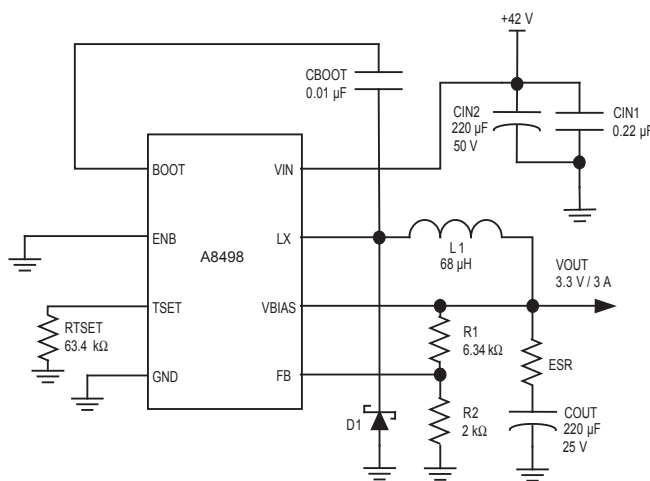 +42 V
CBOOT
0.01 µF
CIN2
220 µF
50 V
CIN1
0.22 µF
BOOT
VIN
ENB
LX
A8498
L1
68 µH
VOUT
3.3 V / 3 A
TSET
VBIAS
RTSET
63.4 kΩ
R1
6.34 kΩ
ESR
GND
FB
D1
R2
2 kΩ
COUT
220 µF
25 V